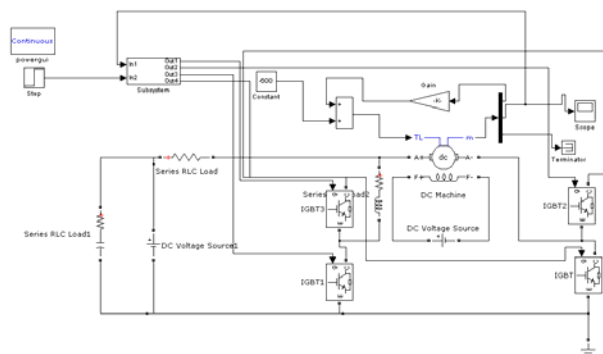 Continuous
powergui
Step
In1
In2
Out1
Out2
Out3
Out4
Subsystem
-600
Constant
+
+
Gain
-K-
TL
m
dc
A+
A-
F+
F-
DC Machine
Scope
Terminator
Series RLC Load
Series RLC Load1
DC Voltage Source1
Load2
IGBT3
IGBT1
DC Voltage Source
IGBT2
IGBT